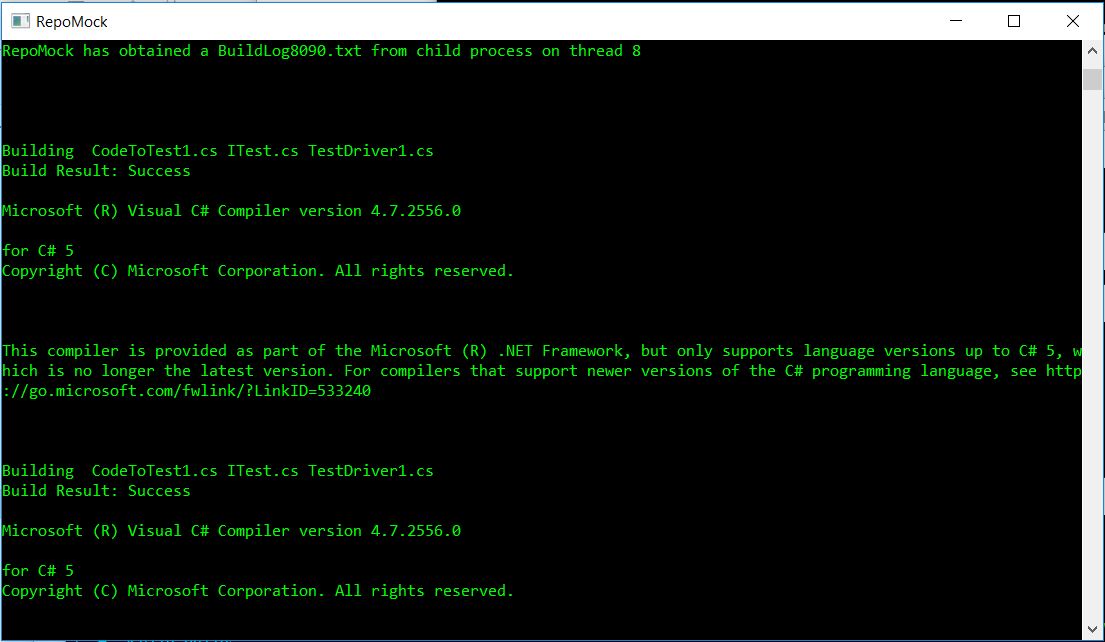 RepoMock
RepoMock has obtained a BuildLog8090.txt from child process on thread 8
Building  CodeToTest1.cs ITest.cs TestDriver1.cs
Build Result: Success
Microsoft (R) Visual C# Compiler version 4.7.2556.0
for C# 5
Copyright (C) Microsoft Corporation. All rights reserved.
This compiler is provided as part of the Microsoft (R) .NET Framework, but only supports language versions up to C# 5, w
hich is no longer the latest version. For compilers that support newer versions of the C# programming language, see http
://go.microsoft.com/fwlink/?LinkID=533240
Building  CodeToTest1.cs ITest.cs TestDriver1.cs
Build Result: Success
Microsoft (R) Visual C# Compiler version 4.7.2556.0
for C# 5
Copyright (C) Microsoft Corporation. All rights reserved.